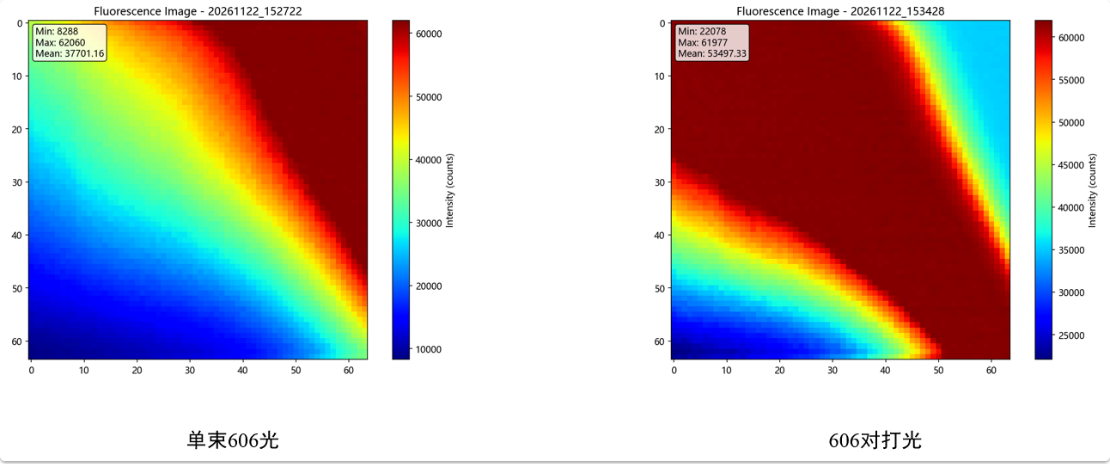 Fluorescence Image - 20261122_152722
Min: 8288
Max: 62060
Mean: 37701.16
0
10
20
30
40
50
60
0 10 20 30 40 50 60
60000
50000
40000
30000
20000
10000
Intensity (counts)
单束606光
Fluorescence Image - 20261122_153428
Min: 22078
Max: 61977
Mean: 53497.33
0
10
20
30
40
50
60
0 10 20 30 40 50 60
60000
55000
50000
45000
40000
35000
30000
25000
Intensity (counts)
606对打光